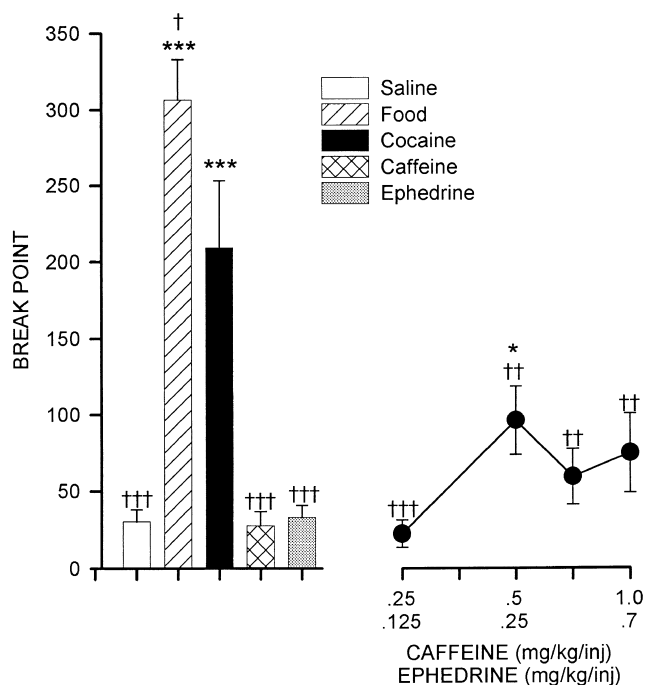 350
300
250
200
150
100
50
0
BREAK POINT
†
***
***
†††
†††
†††
Saline
Food
Cocaine
Caffeine
Ephedrine
*
††
††
††
†††
.25 .5 1.0
.125 .25 .7
CAFFEINE (mg/kg/inj)
EPHEDRINE (mg/kg/inj)